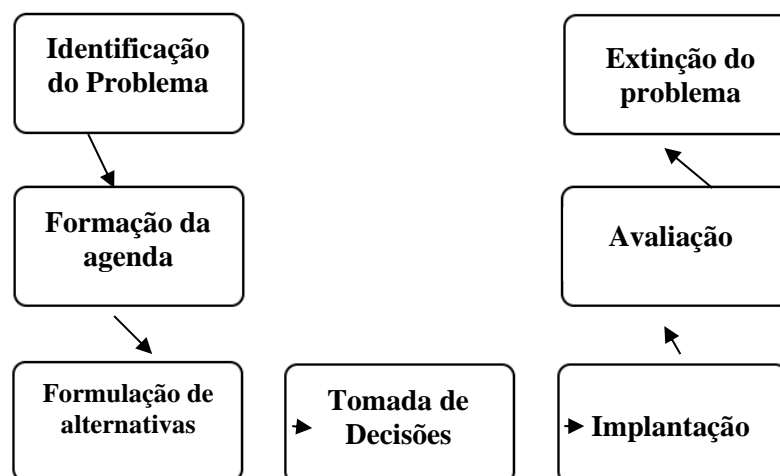 Identificação
do Problema
Formação da
agenda
Formulação de
alternativas
Tomada de
Decisões
Implantação
Avaliação
Extinção do
problema